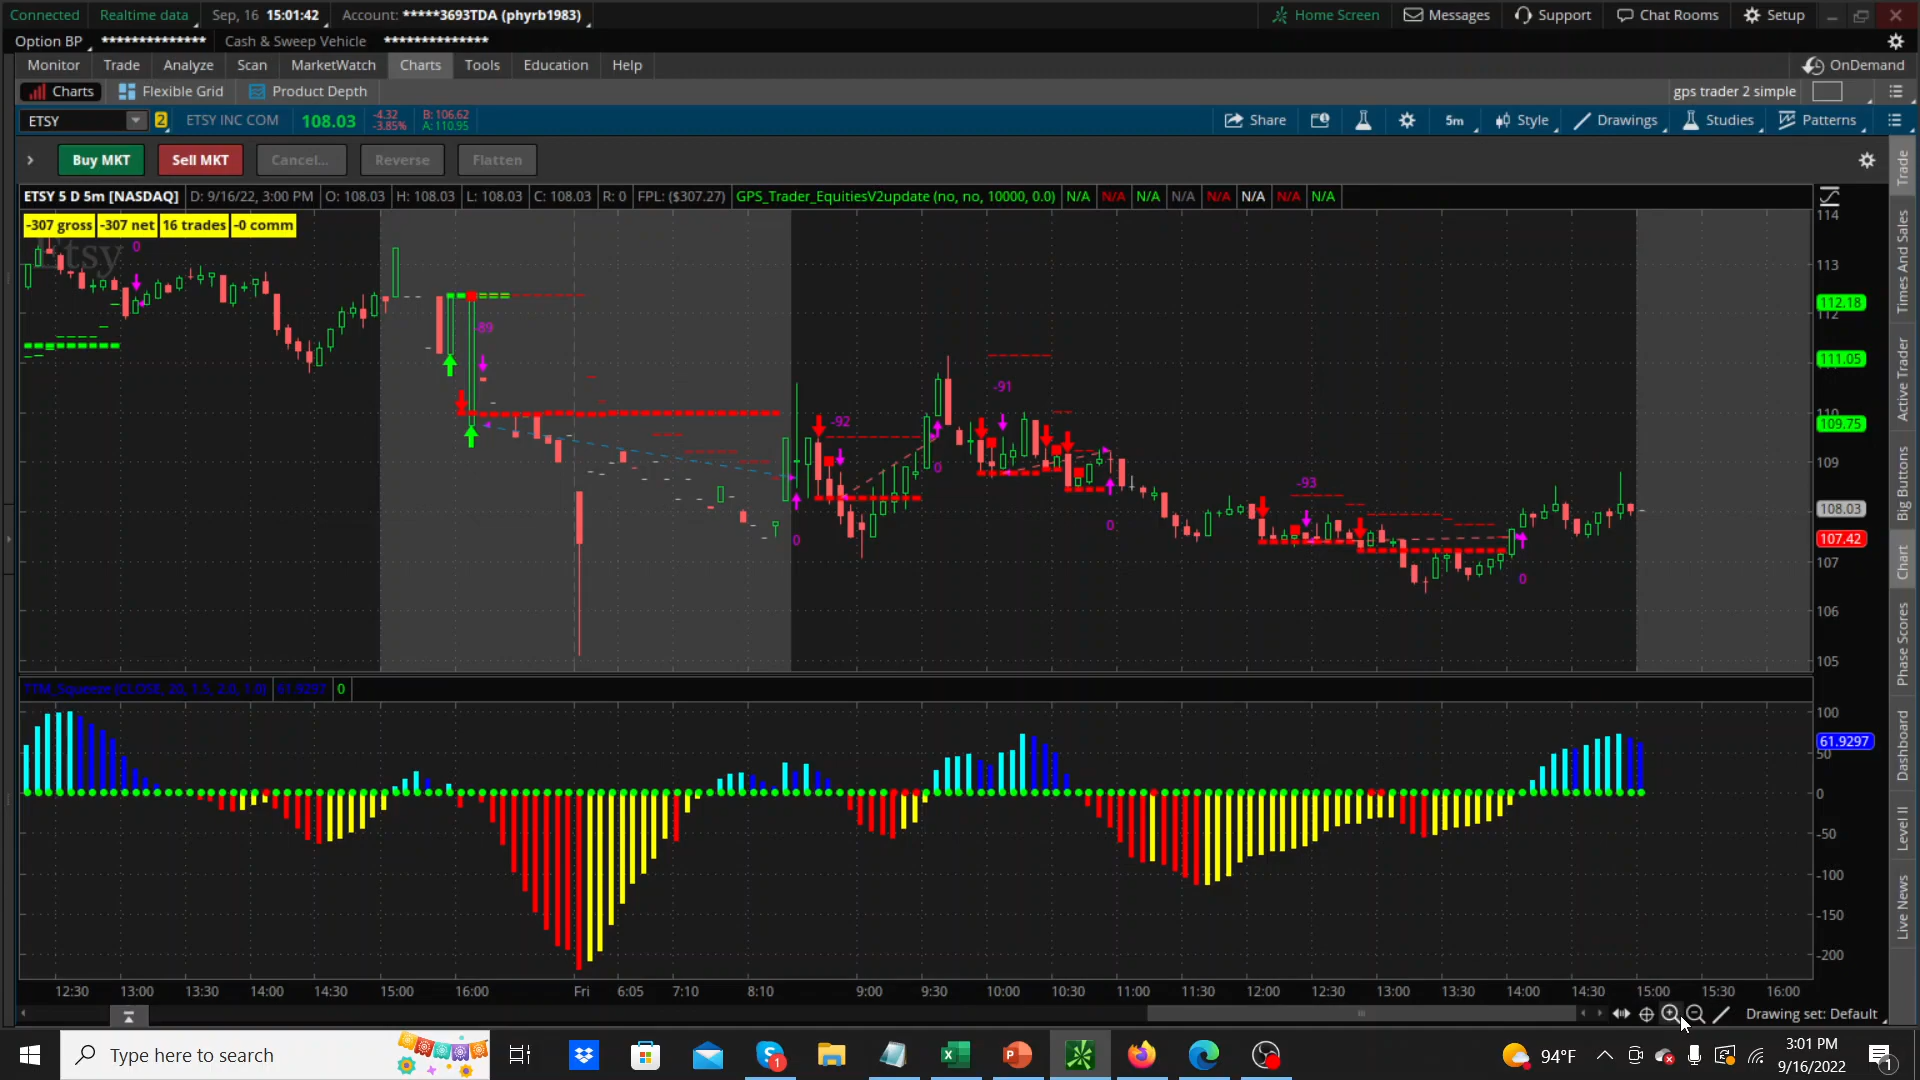 Connected Realtime data Sep, 16 15:01:42 Account: *****3693TDA (phyrb1983) Home Screen Messages Support Chat Rooms Setup
Option BP ************** Cash & Sweep Vehicle **************
Monitor Trade Analyze Scan MarketWatch Charts Tools Education Help OnDemand
Charts Flexible Grid Product Depth gps trader 2 simple
ETSY 2 ETSY INC COM 108.03 -4.32 -3.85% B: 106.62 A: 110.95 Share 5m Style Drawings Studies Patterns
Buy MKT Sell MKT Cancel... Reverse Flatten
ETSY 5 D 5m [NASDAQ] D: 9/16/22, 3:00 PM O: 108.03 H: 108.03 L: 108.03 C: 108.03 R: 0 FPL: ($307.27) GPS_Trader_EquitiesV2update (no, no, 10000, 0.0) N/A N/A N/A N/A N/A N/A N/A N/A
-307 gross -307 net 16 trades -0 comm
Etsy
0
-89
-92
0
0
-91
0
-93
0
114
113
112.18
112
111.05
110
109.75
109
108.03
107.42
107
106
105
TTM_Squeeze (CLOSE, 20, 1.5, 2.0, 1.0) 61.9297 0
100
61.9297
50
0
-50
-100
-150
-200
12:30 13:00 13:30 14:00 14:30 15:00 16:00 Fri 6:05 7:10 8:10 9:00 9:30 10:00 10:30 11:00 11:30 12:00 12:30 13:00 13:30 14:00 14:30 15:00 15:30 16:00
Drawing set: Default
Trade
Times And Sales
Active Trader
Big Buttons
Chart
Phase Scores
Dashboard
Level II
Live News
Type here to search
1
94°F
3:01 PM
9/16/2022
1